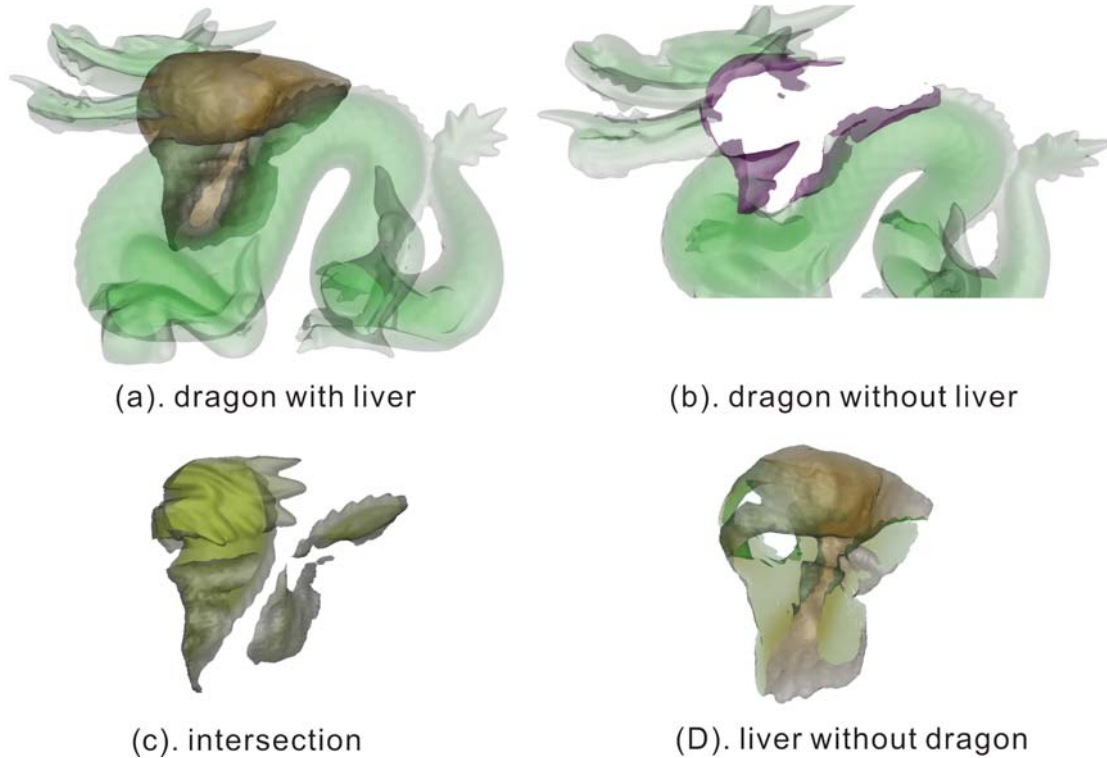 (a). dragon with liver
(b). dragon without liver
(c). intersection
(D). liver without dragon